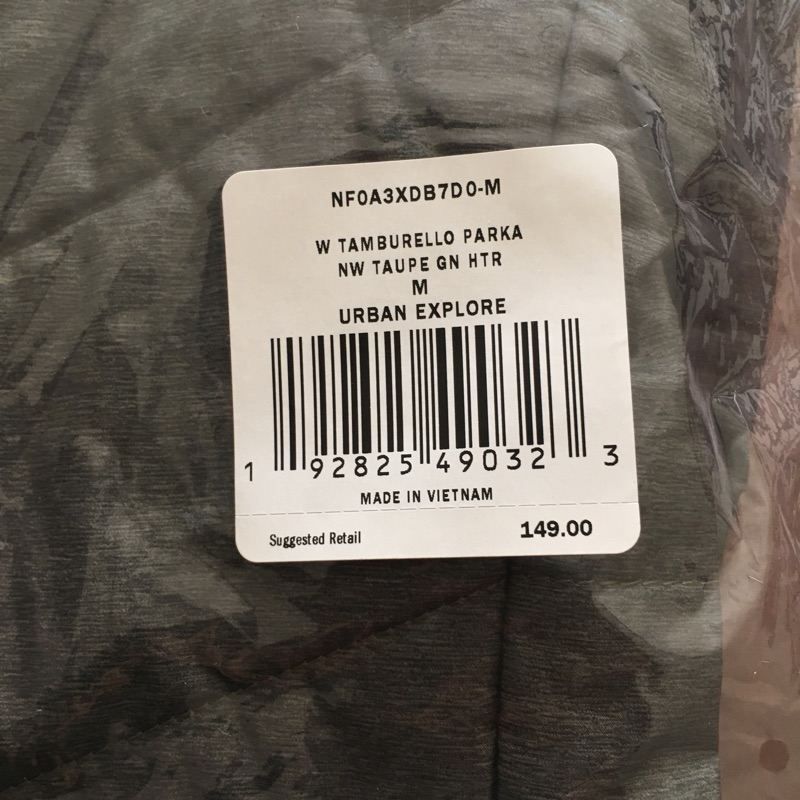 NF0A3XDB7D0-M
W TAMBURELLO PARKA
NW TAUPE GN HTR
M
URBAN EXPLORE
1 92825 49032 3
MADE IN VIETNAM
Suggested Retail 149.00